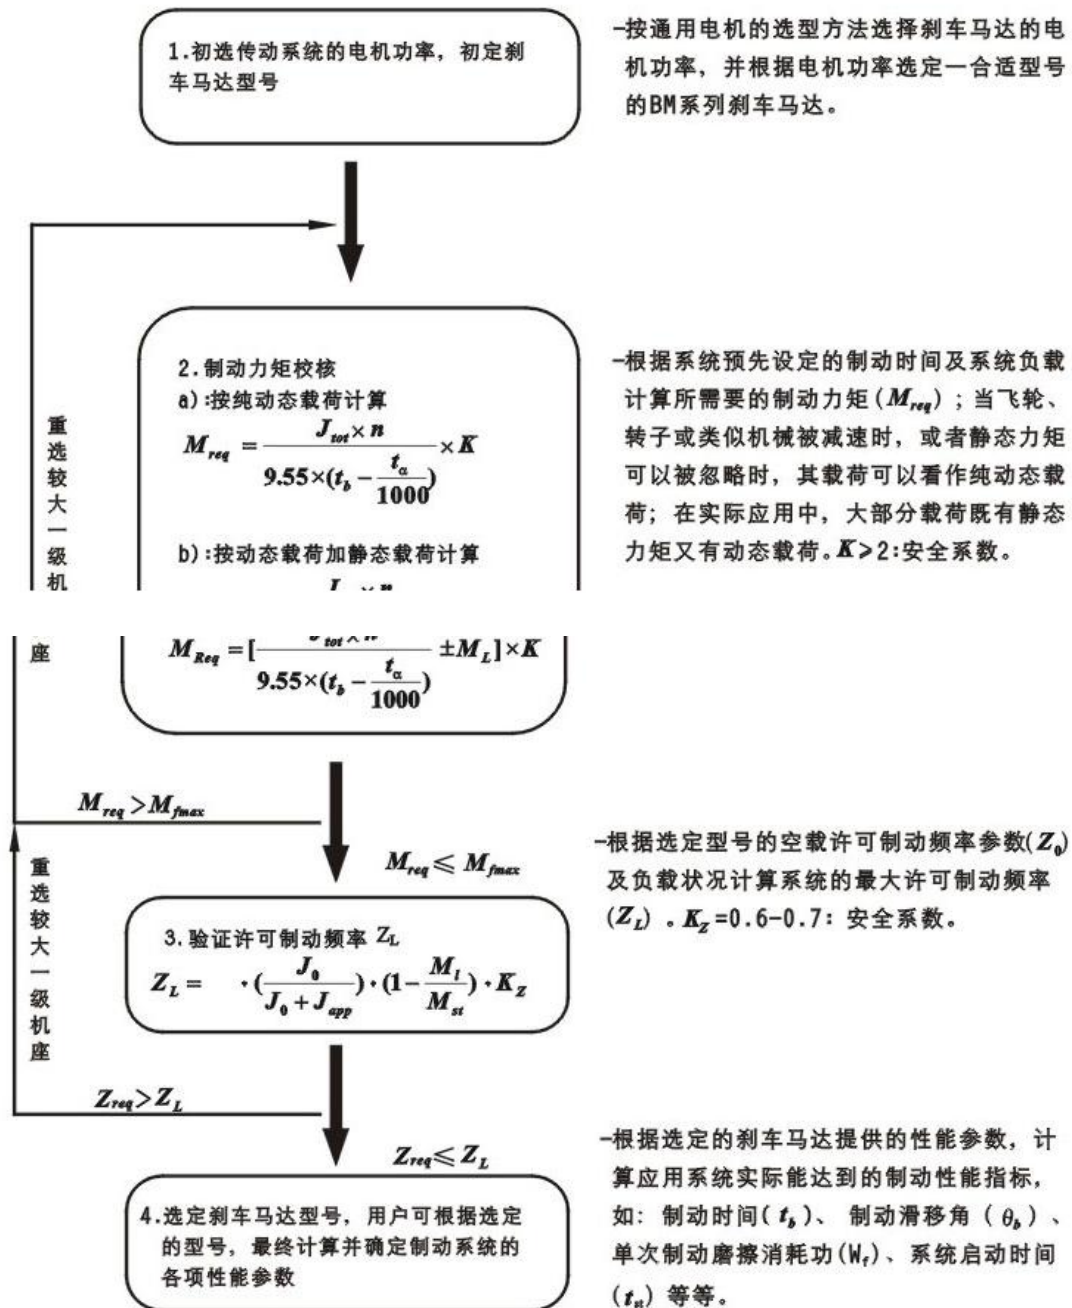 1.初选传动系统的电机功率，初定刹
车马达型号
-按通用电机的选型方法选择刹车马达的电
机功率，并根据电机功率选定一合适型号
的BM系列刹车马达。
重选较大一级机
2.制动力矩校核
a):按纯动态载荷计算
M_req = J_tot×n / 9.55×(t_b - t_α/1000) ×K
b):按动态载荷加静态载荷计算
-根据系统预先设定的制动时间及系统负载
计算所需要的制动力矩(M_req)；当飞轮、
转子或类似机械被减速时，或者静态力矩
可以被忽略时，其载荷可以看作纯动态载
荷；在实际应用中，大部分载荷既有静态
力矩又有动态载荷。K≥2:安全系数。
座
M_Req =[J_tot×n / 9.55×(t_b - t_α/1000) ±M_L]×K
M_req>M_fmax
M_req≤M_fmax
重选较大一级机座
3.验证许可制动频率 Z_L
Z_L = ·(J_0 / J_0+J_app)·(1-M_l/M_st)·K_Z
-根据选定型号的空载许可制动频率参数(Z_0)
及负载状况计算系统的最大许可制动频率
(Z_L)。K_Z=0.6-0.7：安全系数。
Z_req>Z_L
Z_req≤Z_L
4.选定刹车马达型号，用户可根据选定
的型号，最终计算并确定制动系统的
各项性能参数
-根据选定的刹车马达提供的性能参数，计
算应用系统实际能达到的制动性能指标，
如：制动时间(t_b)、制动滑移角(θ_b)、
单次制动磨擦消耗功(W_f)、系统启动时间
(t_st)等等。